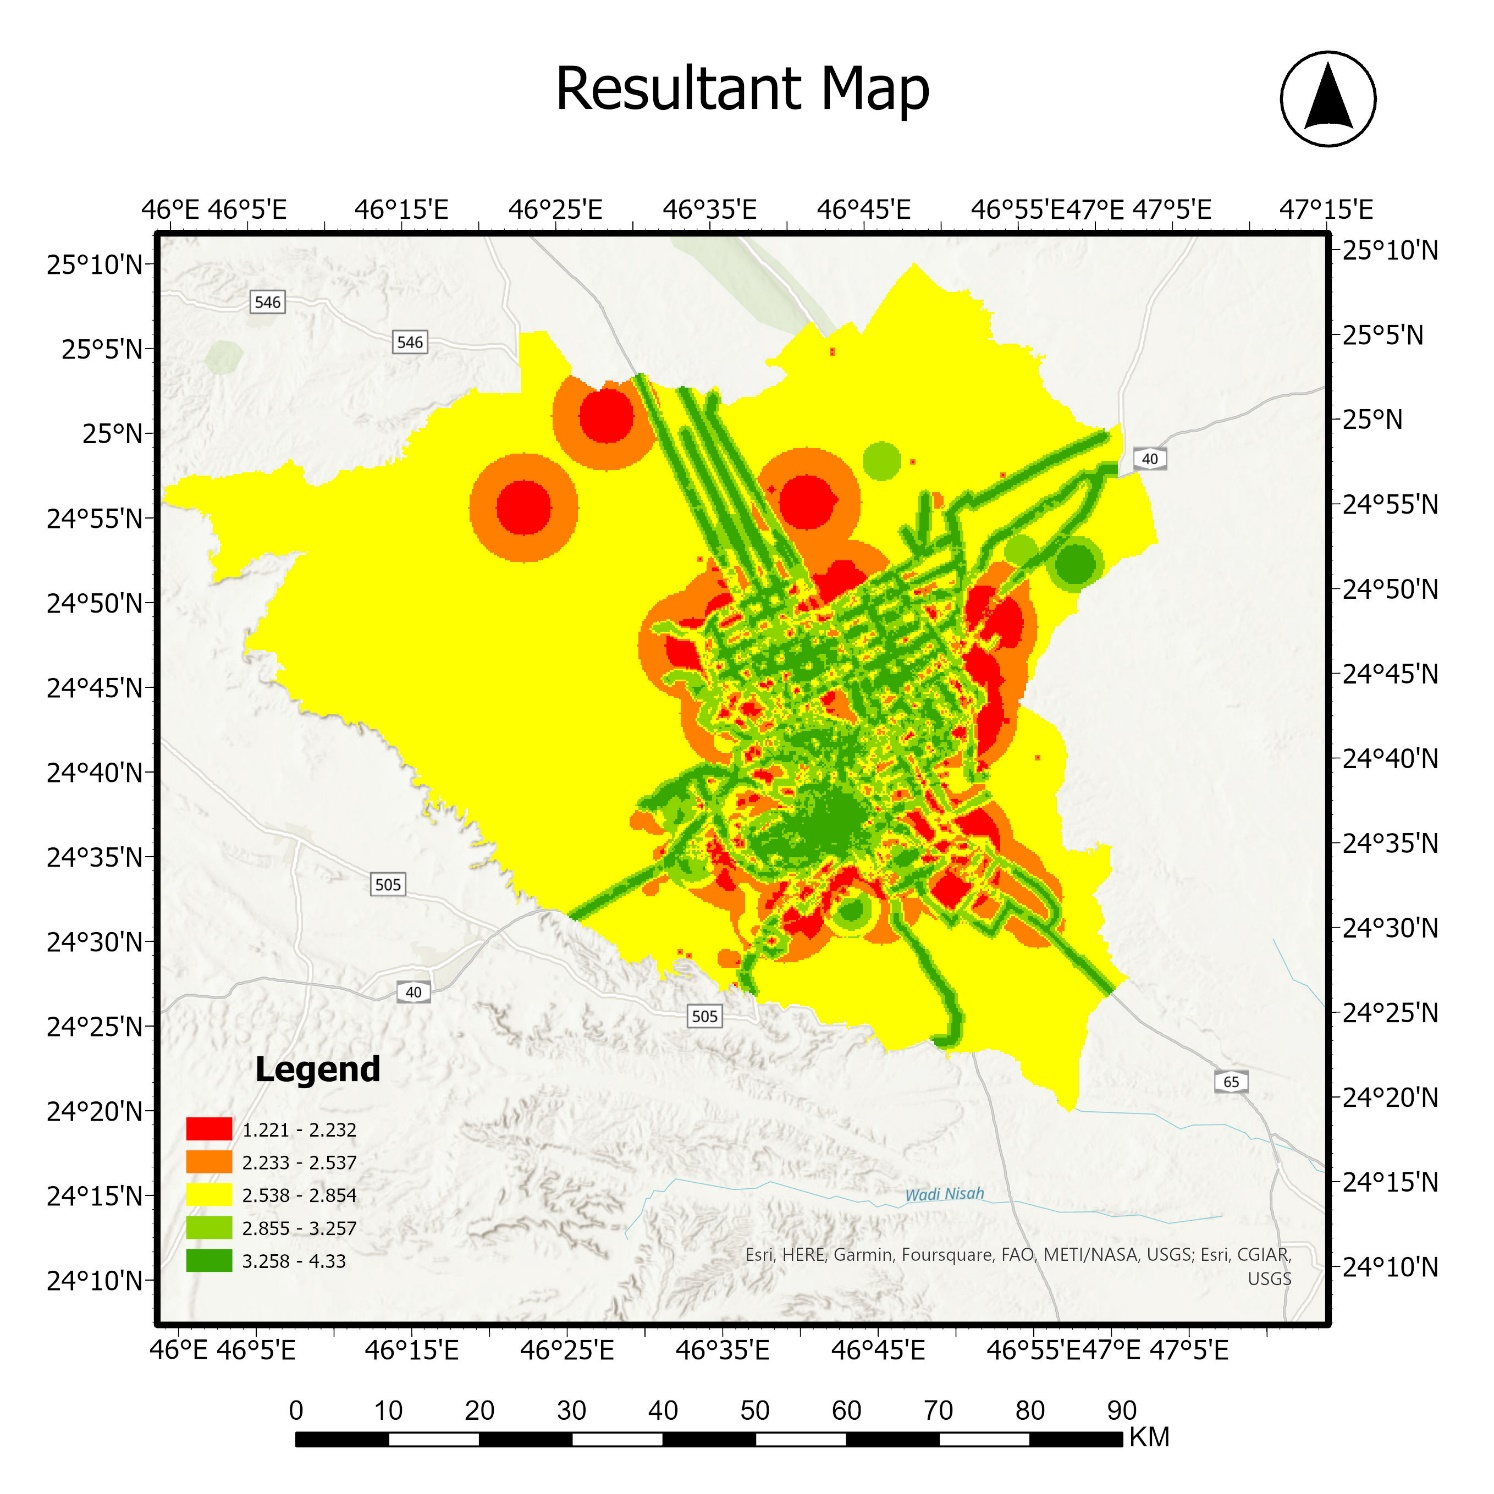 Resultant Map
46°E 46°5'E 46°15'E 46°25'E 46°35'E 46°45'E 46°55'E 47°E 47°5'E 47°15'E
25°10'N 25°10'N
546
25°5'N 546 25°5'N
25°N 25°N
40
24°55'N 24°55'N
24°50'N 24°50'N
24°45'N 24°45'N
24°40'N 24°40'N
24°35'N 24°35'N
505
24°30'N 24°30'N
40
505
24°25'N 24°25'N
Legend
65
24°20'N 24°20'N
1.221 - 2.232
2.233 - 2.537
24°15'N 2.538 - 2.854 Wadi Nisah 24°15'N
2.855 - 3.257
3.258 - 4.33
Esri, HERE, Garmin, Foursquare, FAO, METI/NASA, USGS; Esri, CGIAR,
USGS
24°10'N 24°10'N
46°E 46°5'E 46°15'E 46°25'E 46°35'E 46°45'E 46°55'E 47°E 47°5'E
0 10 20 30 40 50 60 70 80 90
KM